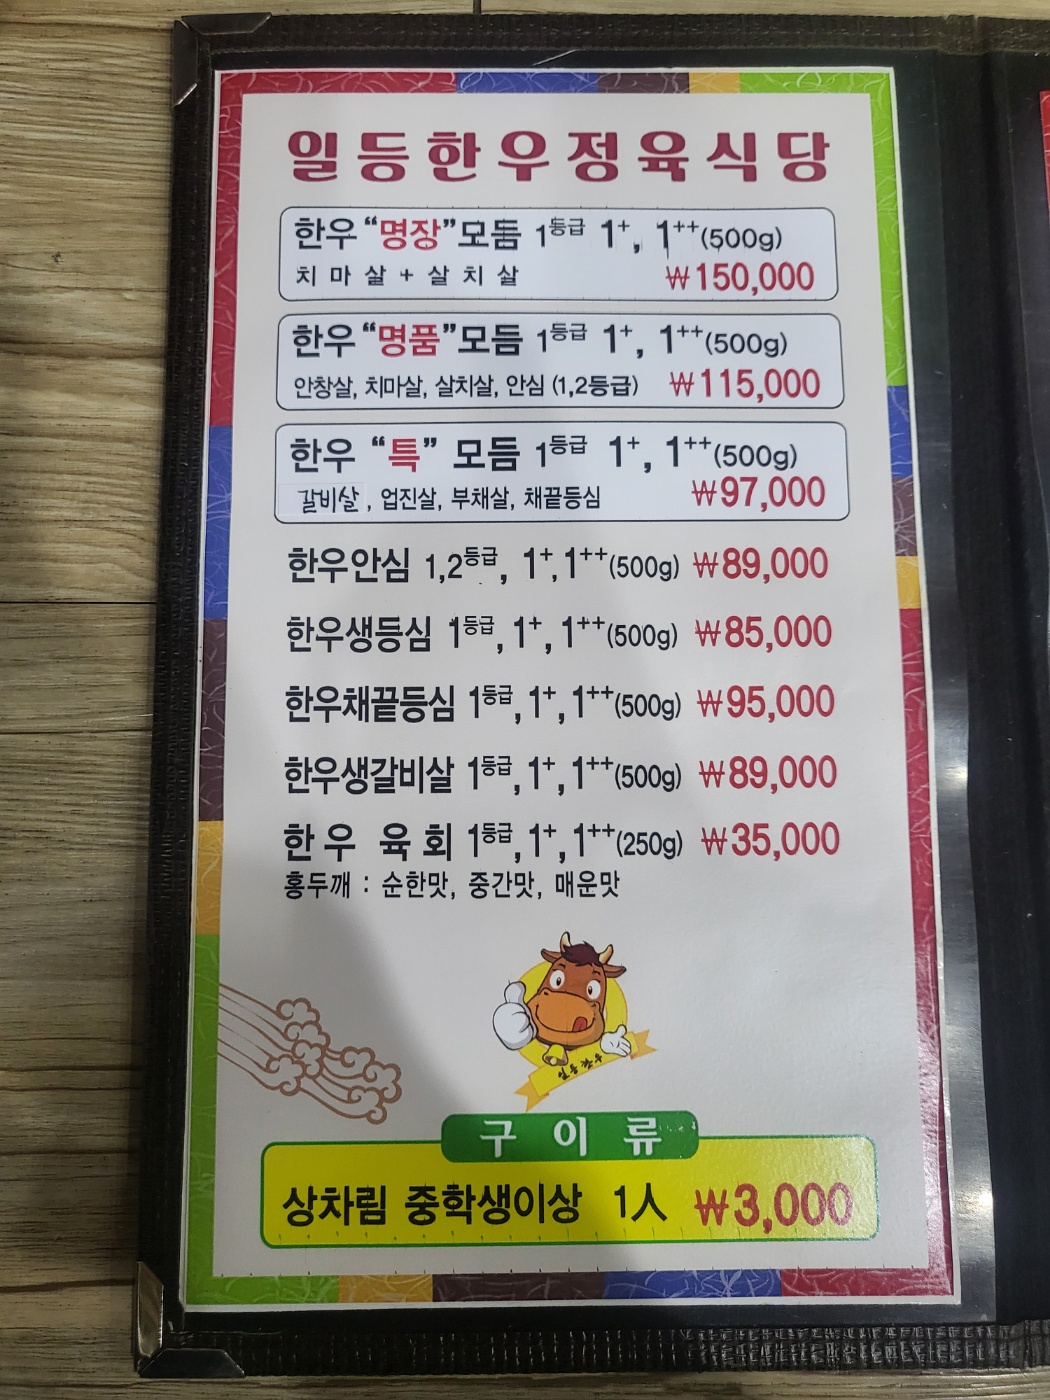 일등한우정육식당
한우 “명장”모듬 1등급 1+, 1++(500g)
치마살+살치살 ₩150,000
한우 “명품”모듬 1등급 1+, 1++(500g)
안창살, 치마살, 살치살, 안심 (1,2등급) ₩115,000
한우 “특” 모듬 1등급 1+, 1++(500g)
갈비살, 업진살, 부채살, 채끝등심 ₩97,000
한우안심 1,2등급, 1+,1++(500g) ₩89,000
한우생등심 1등급,1+,1++(500g) ₩85,000
한우채끝등심 1등급,1+,1++(500g) ₩95,000
한우생갈비살 1등급,1+,1++(500g) ₩89,000
한우 육회 1등급,1+,1++(250g) ₩35,000
홍두깨 : 순한맛, 중간맛, 매운맛
일등한우
구이류
상차림 중학생이상 1人 ₩3,000